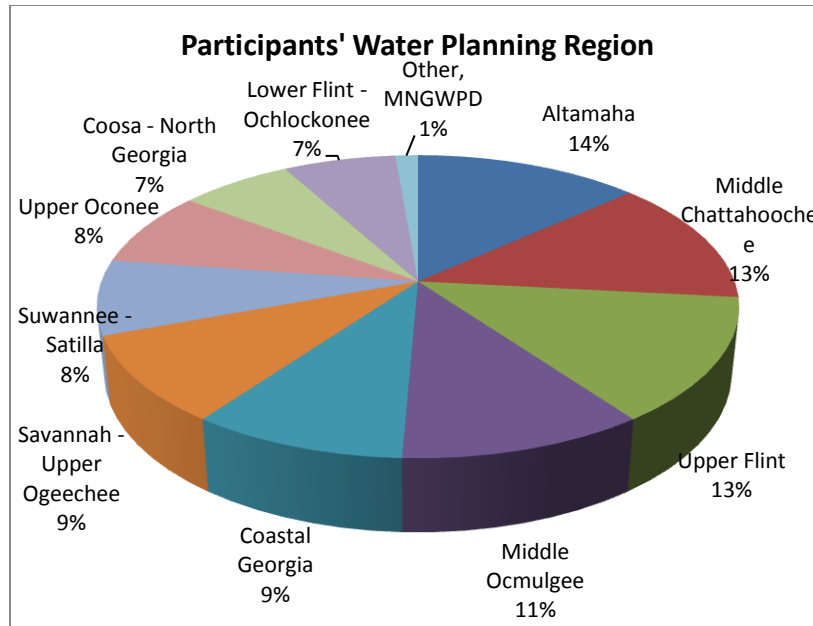 Participants' Water Planning Region
Other,
MNGWPD
1%
Altamaha
14%
Middle
Chattahooche
e
13%
Upper Flint
13%
Middle
Ocmulgee
11%
Coastal
Georgia
9%
Savannah -
Upper
Ogeechee
9%
Suwannee -
Satilla
8%
Upper Oconee
8%
Coosa - North
Georgia
7%
Lower Flint -
Ochlockonee
7%